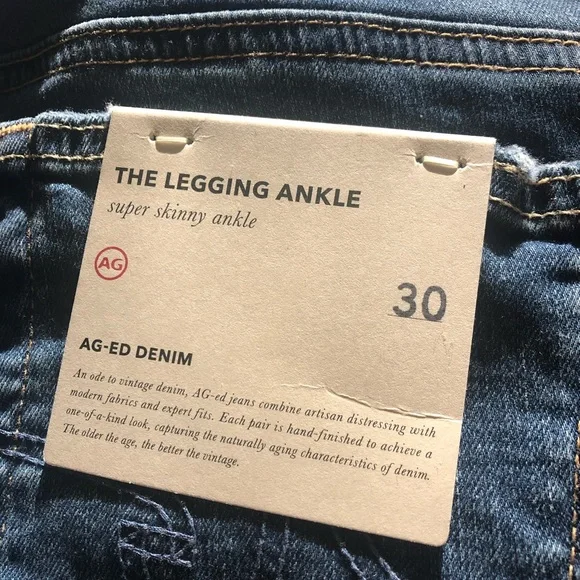 THE LEGGING ANKLE
super skinny ankle
AG
30
AG-ED DENIM
An ode to vintage denim, AG-ed jeans combine artisan distressing with
modern fabrics and expert fits. Each pair is hand-finished to achieve a
one-of-a-kind look, capturing the naturally aging characteristics of denim.
The older the age, the better the vintage.